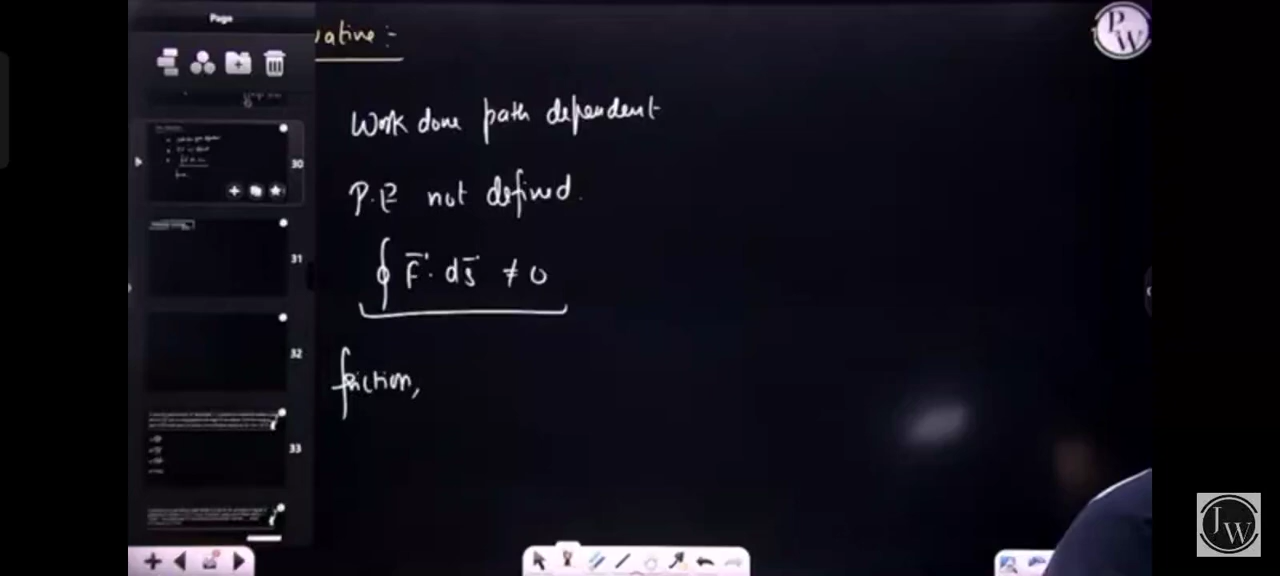 Page
vative :-
Work done path dependent
P.E not defined.
∮ F⃗ · ds⃗ ≠ 0
friction,
30
31
32
33
PW
JW